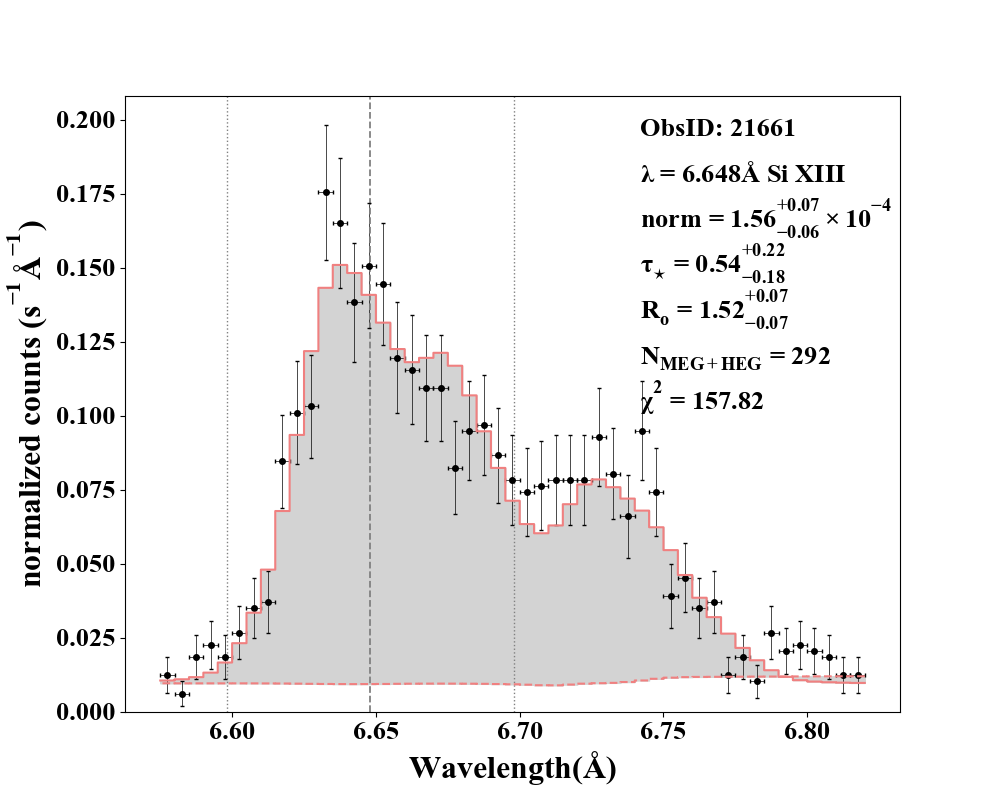 0.200
0.175
0.150
0.125
0.100
0.075
0.050
0.025
0.000
normalized counts (s⁻¹ Å⁻¹)
ObsID: 21661
λ = 6.648Å Si XIII
norm = 1.56 +0.07 −0.06 × 10⁻⁴
τ⋆ = 0.54 +0.22 −0.18
Rₒ = 1.52 +0.07 −0.07
N MEG + HEG = 292
χ² = 157.82
6.60 6.65 6.70 6.75 6.80
Wavelength(Å)